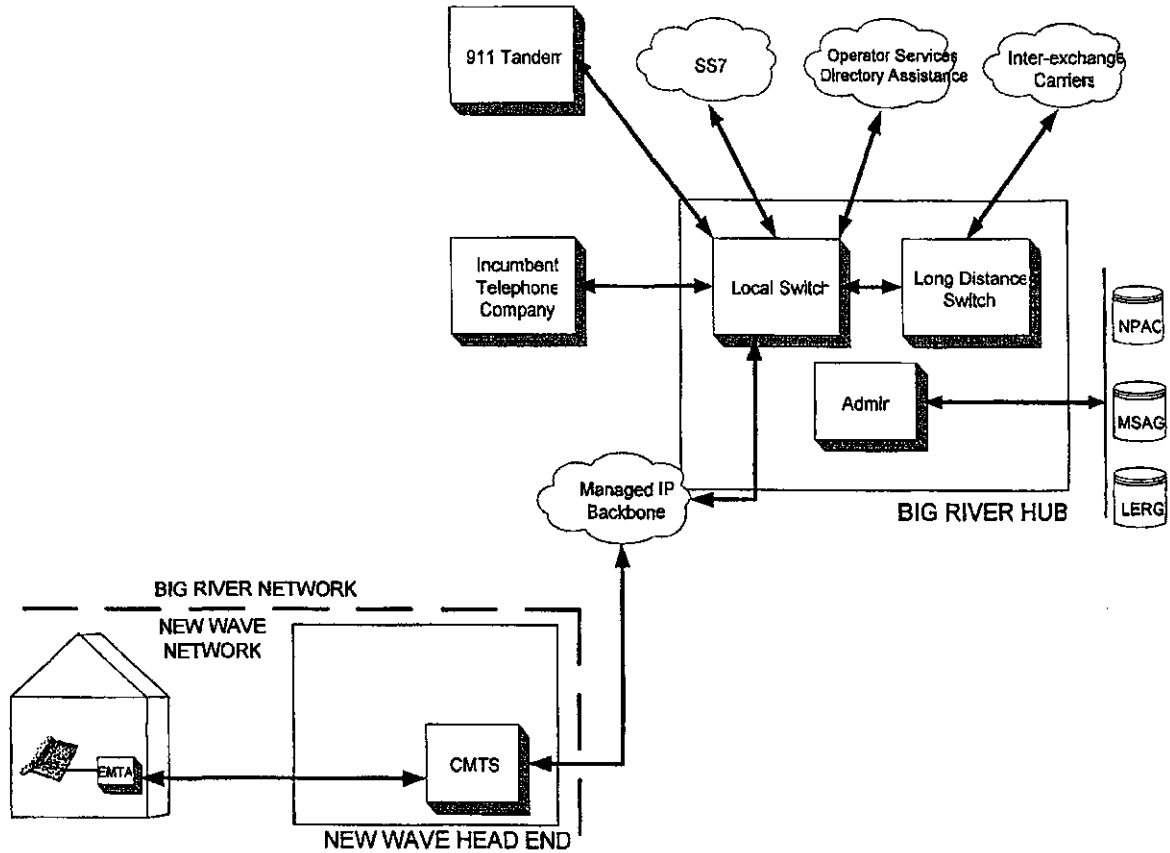 911 Tandem
SS7
Operator Services
Directory Assistance
Inter-exchange
Carriers
Incumbent
Telephone
Company
Local Switch
Long Distance
Switch
NPAC
Admin
MSAG
Managed IP
Backbone
BIG RIVER HUB
LERG
BIG RIVER NETWORK
NEW WAVE
NETWORK
EMTA
CMTS
NEW WAVE HEAD END